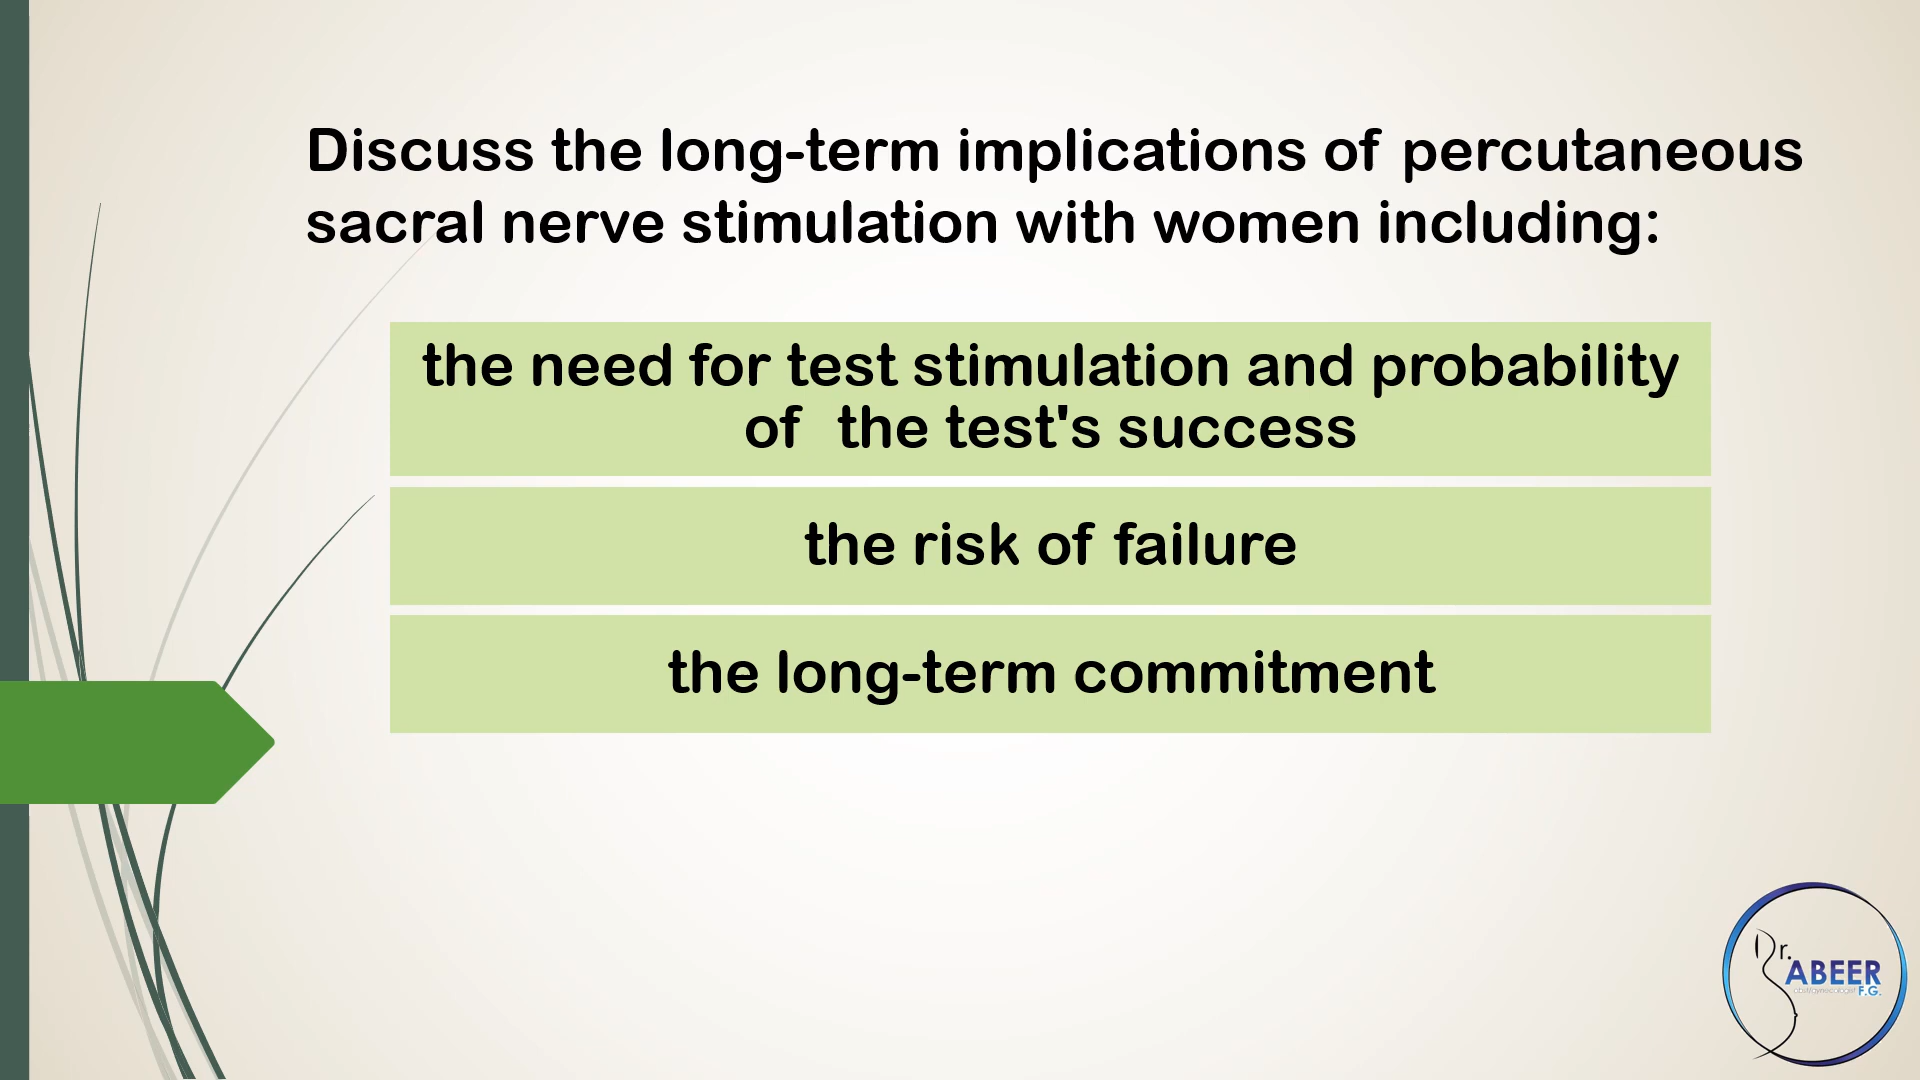 Discuss the long-term implications of percutaneous
sacral nerve stimulation with women including:
the need for test stimulation and probability
of the test's success
the risk of failure
the long-term commitment
Dr.
ABEER
F.G.